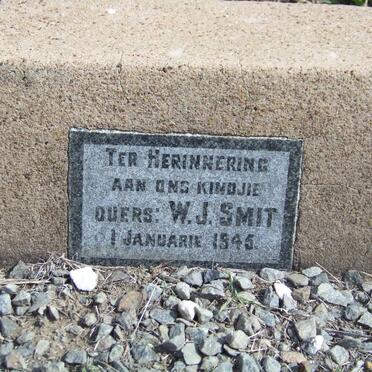 TER HERINNERING
AAN ONS KINDJIE
OUERS: W.J. SMIT
1 JANUARIE 1945.